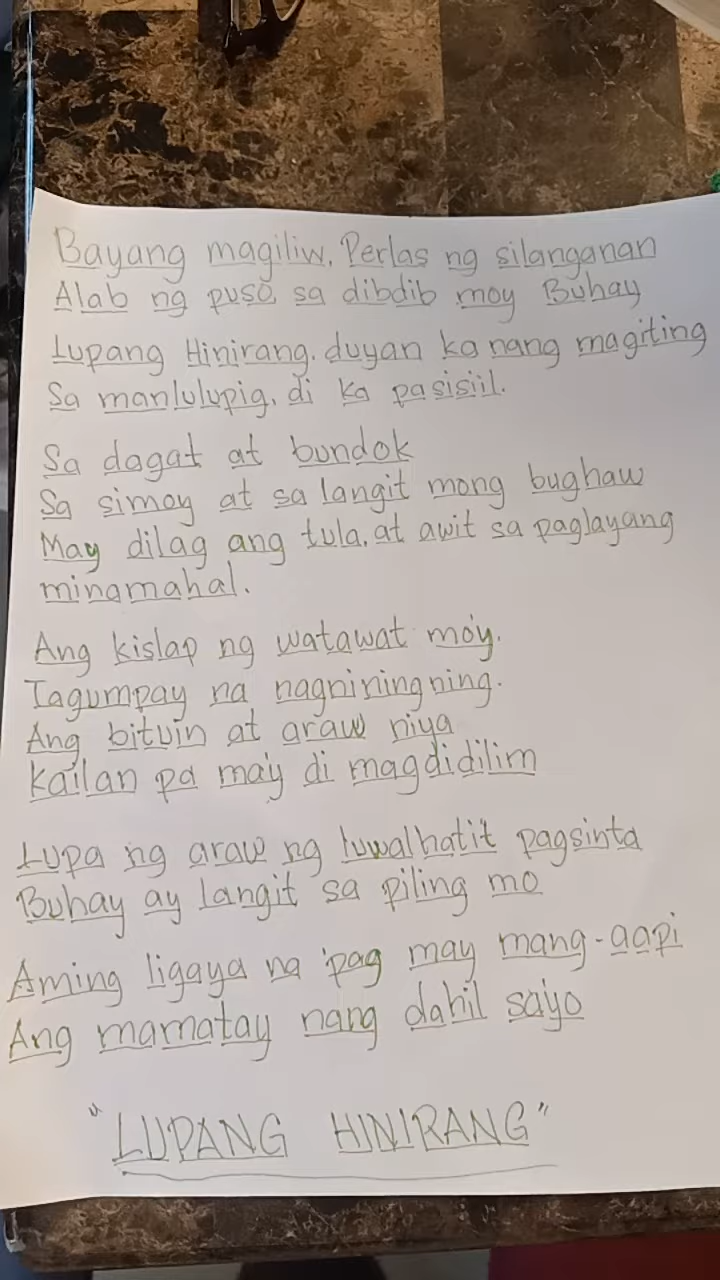 Bayang magiliw, Perlas ng silanganan
Alab ng puso, sa dibdib moy Buhay
Lupang Hinirang, duyan ka nang magiting
Sa manlulupig, di ka pasisiil.
Sa dagat at bundok
Sa simoy at sa langit mong bughaw
May dilag ang tula, at awit sa paglayang
minamahal.
Ang kislap ng watawat mo'y.
Tagumpay na nagniningning.
Ang bituin at araw niya
Kailan pa may di magdidilim
Lupa ng araw ng luwalhatit pagsinta
Buhay ay langit sa piling mo
Aming ligaya na 'pag may mang-aapi
Ang mamatay nang dahil sa'yo
"LUPANG HINIRANG"